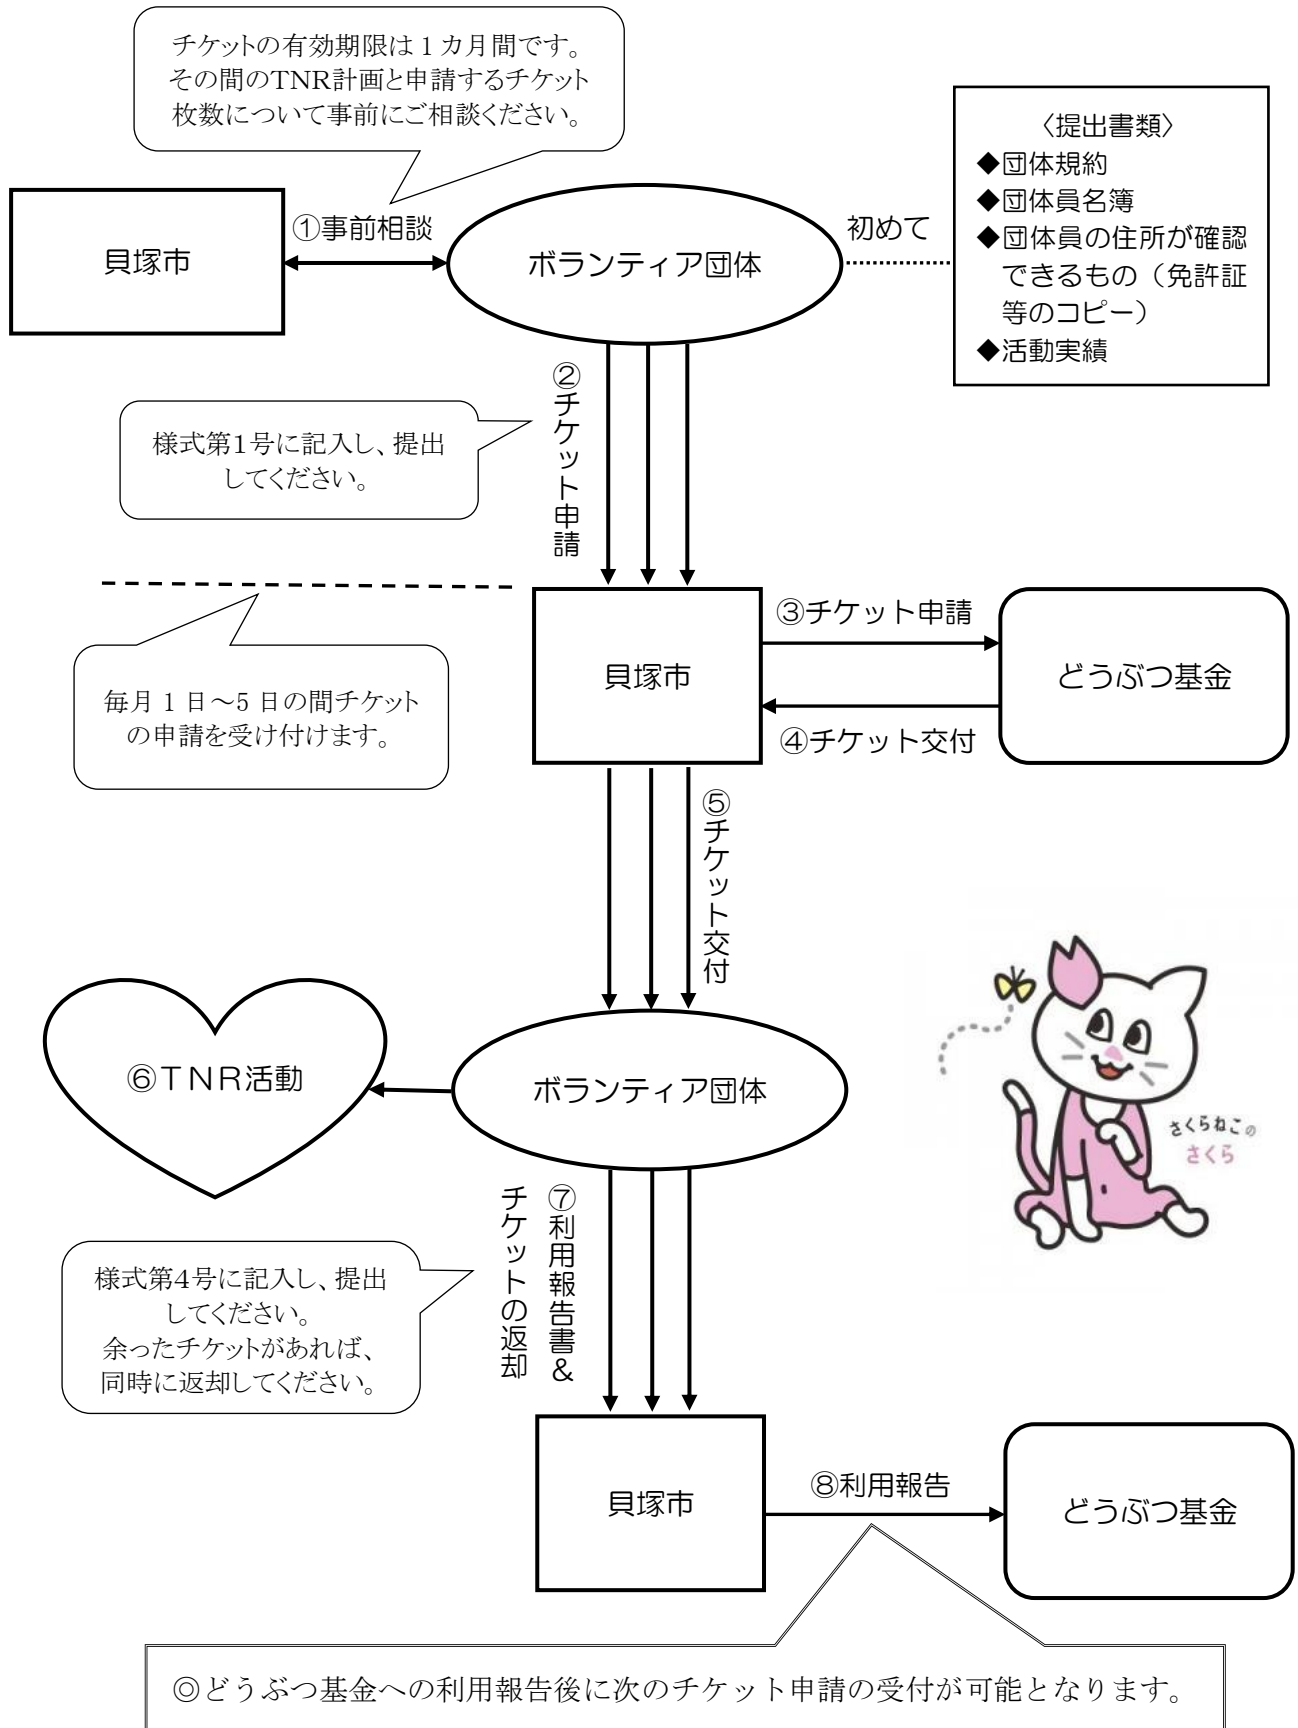 チケットの有効期限は1カ月間です。
その間のTNR計画と申請するチケット
枚数について事前にご相談ください。
〈提出書類〉
◆団体規約
◆団体員名簿
◆団体員の住所が確認
できるもの（免許証
等のコピー）
◆活動実績
貝塚市
①事前相談
ボランティア団体
初めて
②チケット申請
様式第1号に記入し、提出
してください。
毎月1日～5日の間チケット
の申請を受け付けます。
貝塚市
③チケット申請
④チケット交付
どうぶつ基金
⑤チケット交付
⑥TNR活動
ボランティア団体
さくらねこの
さくら
⑦利用報告書&
チケットの返却
様式第4号に記入し、提出
してください。
余ったチケットがあれば、
同時に返却してください。
貝塚市
⑧利用報告
どうぶつ基金
◎どうぶつ基金への利用報告後に次のチケット申請の受付が可能となります。